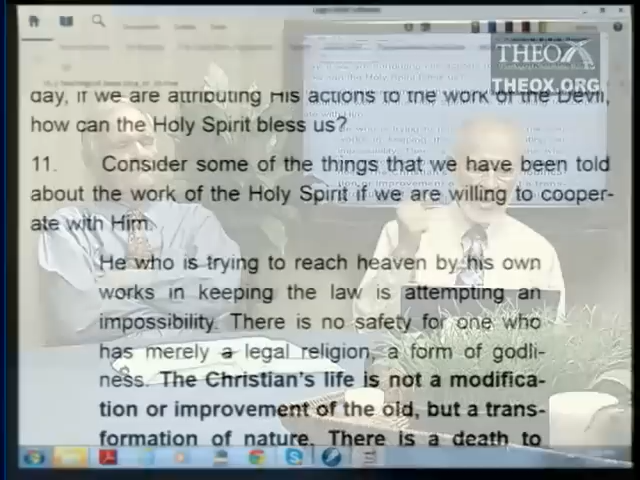 THEOX
THEOX.ORG
day, if we are attributing His actions to the work of the Devil,
how can the Holy Spirit bless us?
11. Consider some of the things that we have been told
about the work of the Holy Spirit if we are willing to cooper-
ate with Him.
He who is trying to reach heaven by his own
works in keeping the law is attempting an
impossibility. There is no safety for one who
has merely a legal religion, a form of godli-
ness. The Christian's life is not a modifica-
tion or improvement of the old, but a trans-
formation of nature. There is a death to